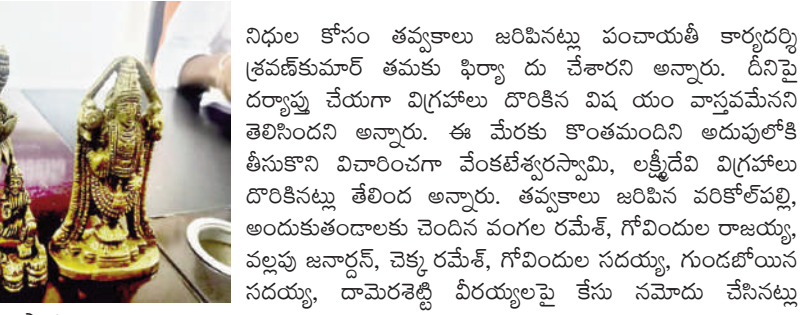 నిధుల కోసం తవ్వకాలు జరిపినట్లు పంచాయతీ కార్యదర్శి
శ్రవణ్‌కుమార్ తమకు ఫిర్యా దు చేశారని అన్నారు. దీనిపై
దర్యాప్తు చేయగా విగ్రహాలు దొరికిన విష యం వాస్తవమేనని
తెలిసిందని అన్నారు. ఈ మేరకు కొంతమందిని అదుపులోకి
తీసుకొని విచారించగా వేంకటేశ్వరస్వామి, లక్ష్మీదేవి విగ్రహాలు
దొరికినట్లు తేలింద అన్నారు. తవ్వకాలు జరిపిన వరికోల్‌పల్లి,
అందుకుతండాలకు చెందిన వంగల రమేశ్, గోవిందుల రాజయ్య,
వల్లపు జనార్దన్, చెక్క రమేశ్, గోవిందుల సదయ్య, గుండబోయిన
సదయ్య, దామెరశెట్టి వీరయ్యలపై కేసు నమోదు చేసినట్లు